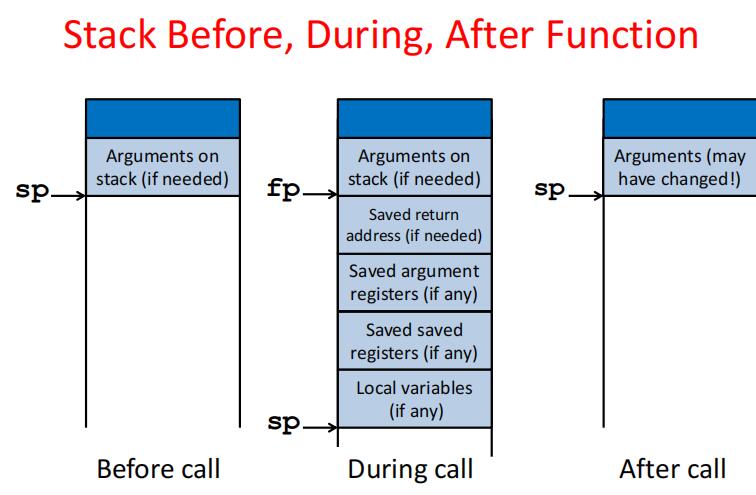 Stack Before, During, After Function
Arguments on
stack (if needed)
sp
Before call
Arguments on
stack (if needed)
fp
Saved return
address (if needed)
Saved argument
registers (if any)
Saved saved
registers (if any)
Local variables
(if any)
sp
During call
Arguments (may
have changed!)
sp
After call